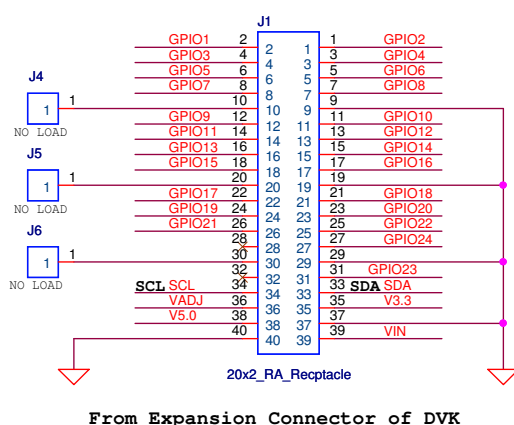 J1
GPIO1 2 2 1 1 GPIO2
GPIO3 4 4 3 3 GPIO4
GPIO5 6 6 5 5 GPIO6
J4
GPIO7 8 8 7 7 GPIO8
1 1 10 10 9 9
NO LOAD
GPIO9 12 12 11 11 GPIO10
GPIO11 14 14 13 13 GPIO12
GPIO13 16 16 15 15 GPIO14
J5
GPIO15 18 18 17 17 GPIO16
1 1 20 20 19 19
NO LOAD
GPIO17 22 22 21 21 GPIO18
GPIO19 24 24 23 23 GPIO20
GPIO21 26 26 25 25 GPIO22
J6
28 28 27 27 GPIO24
1 1 30 30 29 29
NO LOAD
32 32 31 31 GPIO23
SCL SCL 34 34 33 33 SDA SDA
VADJ 36 36 35 35 V3.3
V5.0 38 38 37 37
40 40 39 39 VIN
20x2_RA_Recptacle
From Expansion Connector of DVK